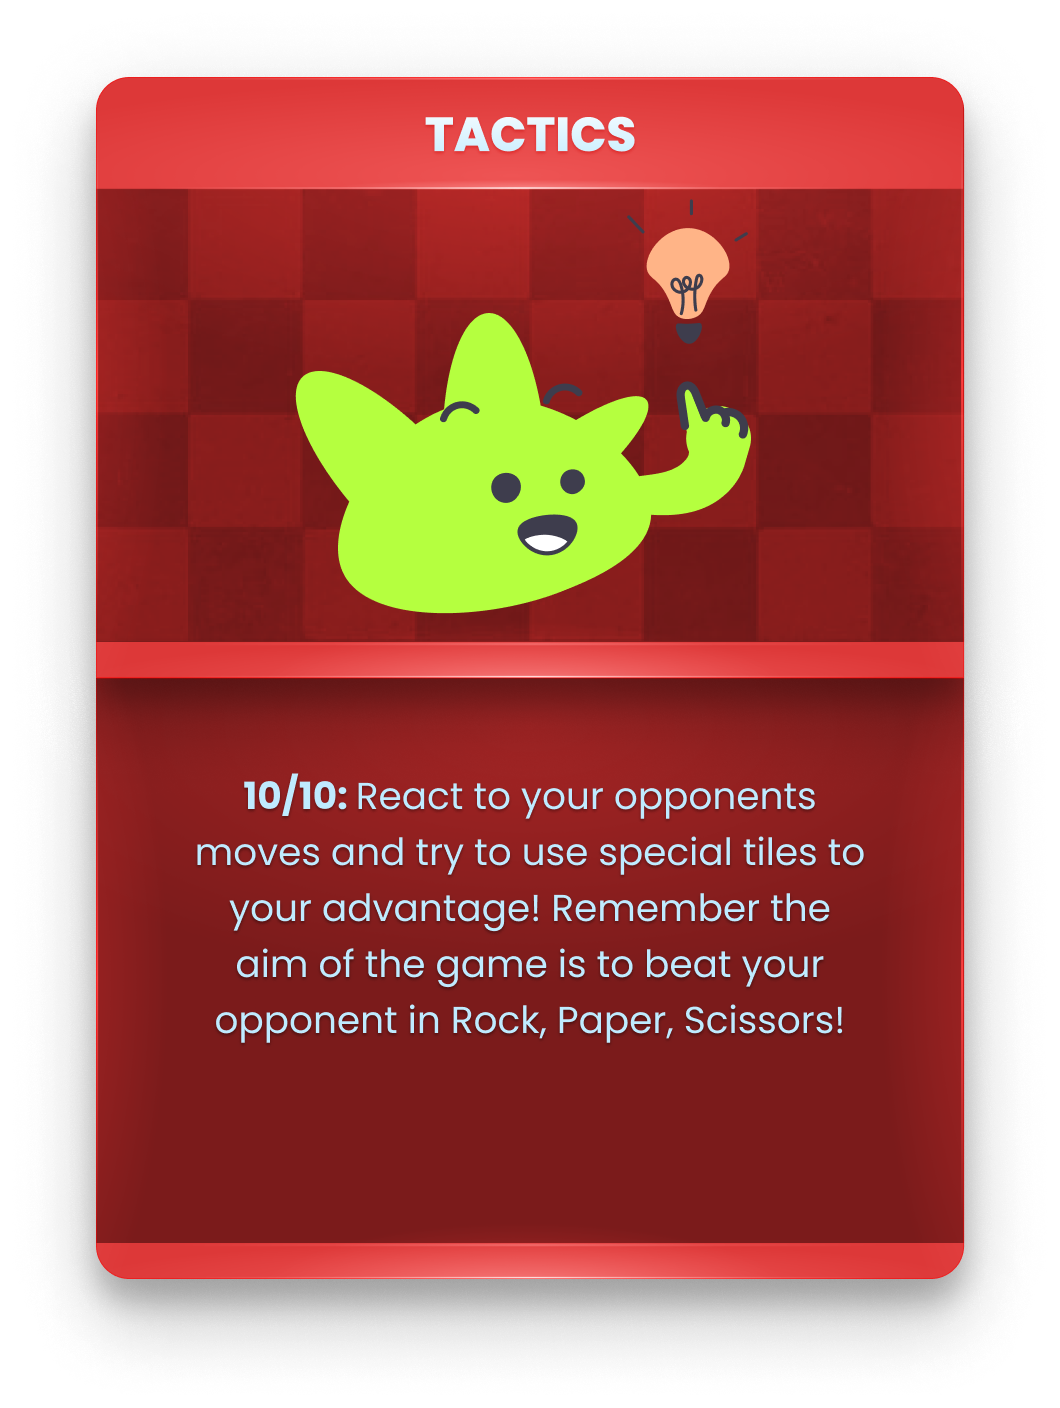 TACTICS
10/10: React to your opponents
moves and try to use special tiles to
your advantage! Remember the
aim of the game is to beat your
opponent in Rock, Paper, Scissors!